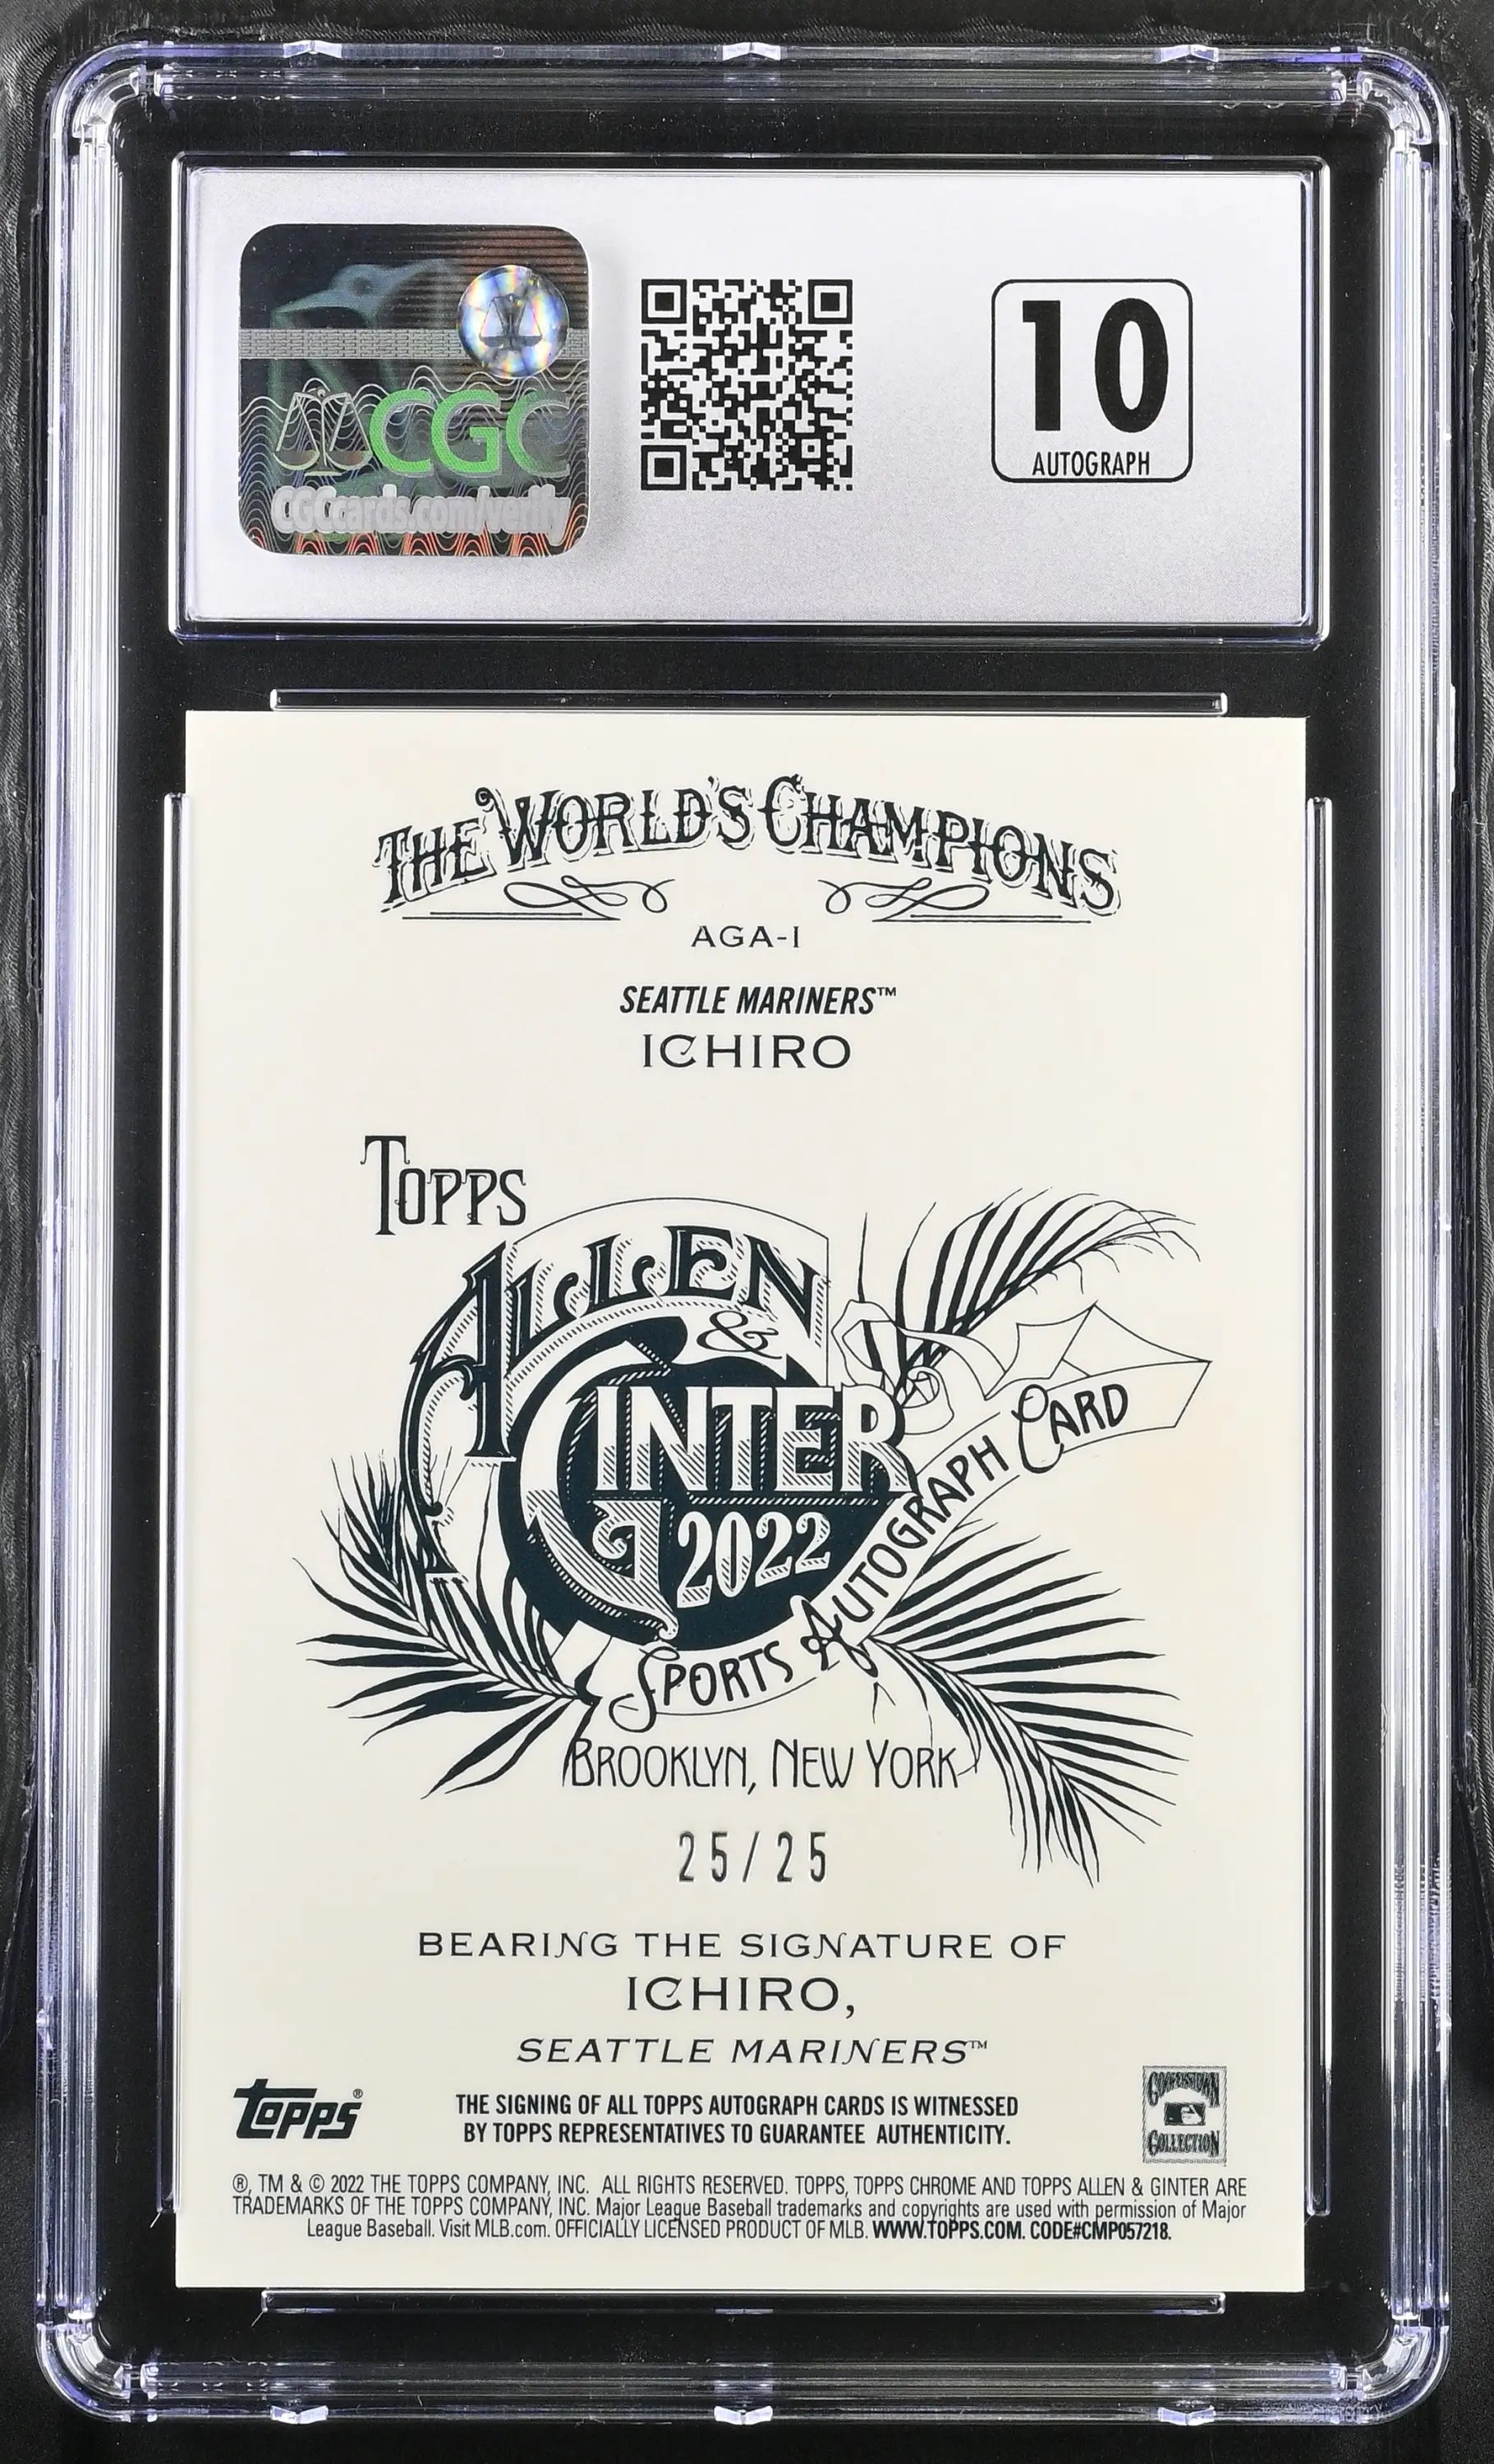 CGC
CGCcards.com/verify
10
AUTOGRAPH
THE WORLD'S CHAMPIONS
AGA-I
SEATTLE MARINERS™
ICHIRO
TOPPS
ALLEN
&
GINTER
2022
SPORTS AUTOGRAPH CARD
BROOKLYN, NEW YORK
25/25
BEARING THE SIGNATURE OF
ICHIRO,
SEATTLE MARINERS™
topps®
THE SIGNING OF ALL TOPPS AUTOGRAPH CARDS IS WITNESSED
BY TOPPS REPRESENTATIVES TO GUARANTEE AUTHENTICITY.
COOPERSTOWN
COLLECTION
®, TM & © 2022 THE TOPPS COMPANY, INC. ALL RIGHTS RESERVED. TOPPS, TOPPS CHROME AND TOPPS ALLEN & GINTER ARE
TRADEMARKS OF THE TOPPS COMPANY, INC. Major League Baseball trademarks and copyrights are used with permission of Major
League Baseball. Visit MLB.com. OFFICIALLY LICENSED PRODUCT OF MLB. WWW.TOPPS.COM. CODE#CMP057218.